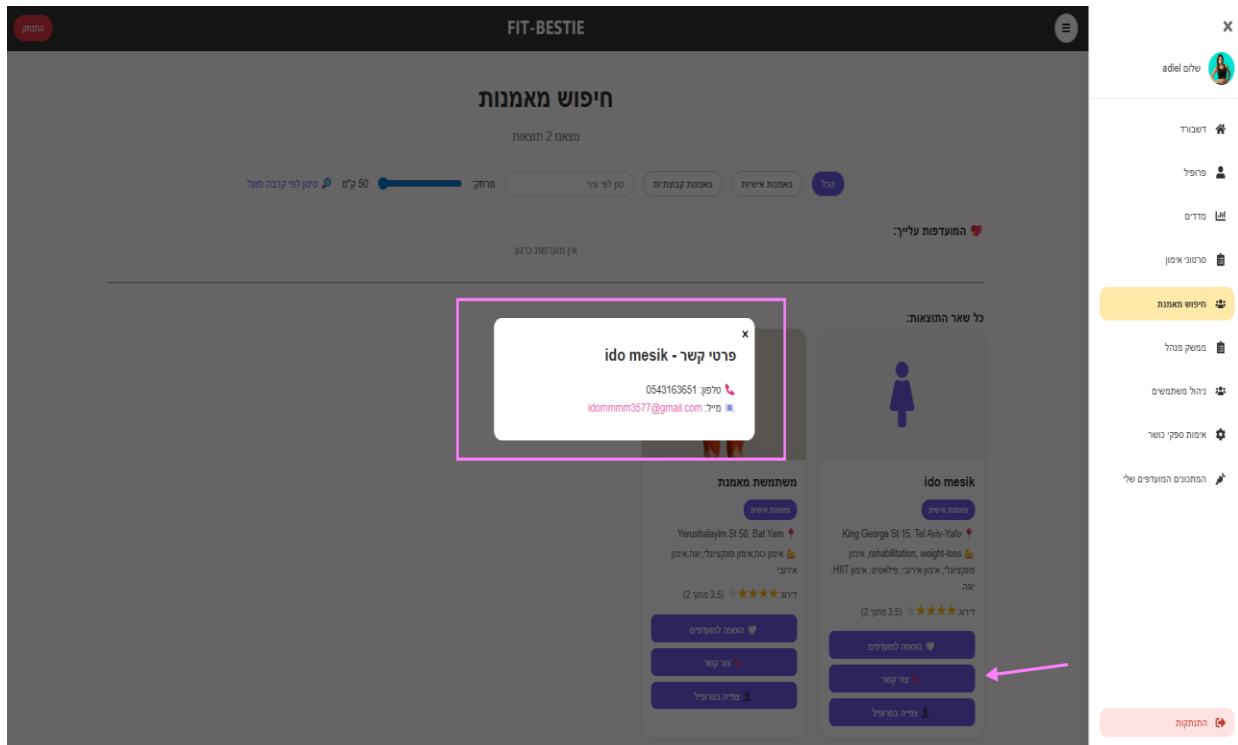 התנתק
FIT-BESTIE
x
שלום adiel
דשבורד
פרופיל
מדדים
סרטוני אימון
חיפוש מאמנת
ממשק מנהל
ניהול משתמשים
אימות ספקי כושר
המתכונים המועדפים שלי
התנתקות
חיפוש מאמנות
מצאנו 2 תוצאות
הכל
מאמנות אישיות
מאמנות קבוצתיות
סנן לפי עיר
מרחק: 50 ק"מ סינון לפי קרבה פועל
המועדפות עלייך:
אין מועדפות כרגע
כל שאר התוצאות:
x
פרטי קשר - ido mesik
טלפון: 0543163651
מייל: idommmm3577@gmail.com
ido mesik
מאמנת אישית
King George St 15, Tel Aviv-Yafo
rehabilitation, weight-loss, אימון
פונקציונלי, אימון אירובי, פילאטיס, אימון HIIT,
יוגה
דירוג: ★★★★★ (3.5 מתוך 2)
הוספה למועדפים
צור קשר
צפייה בפרופיל
משתמשת מאמנת
מאמנת אישית
Yerushalayim St 58, Bat Yam
אימון כוח,אימון פונקציונלי,יוגה,אימון
אירובי
דירוג: ★★★★★ (3.5 מתוך 2)
הוספה למועדפים
צור קשר
צפייה בפרופיל